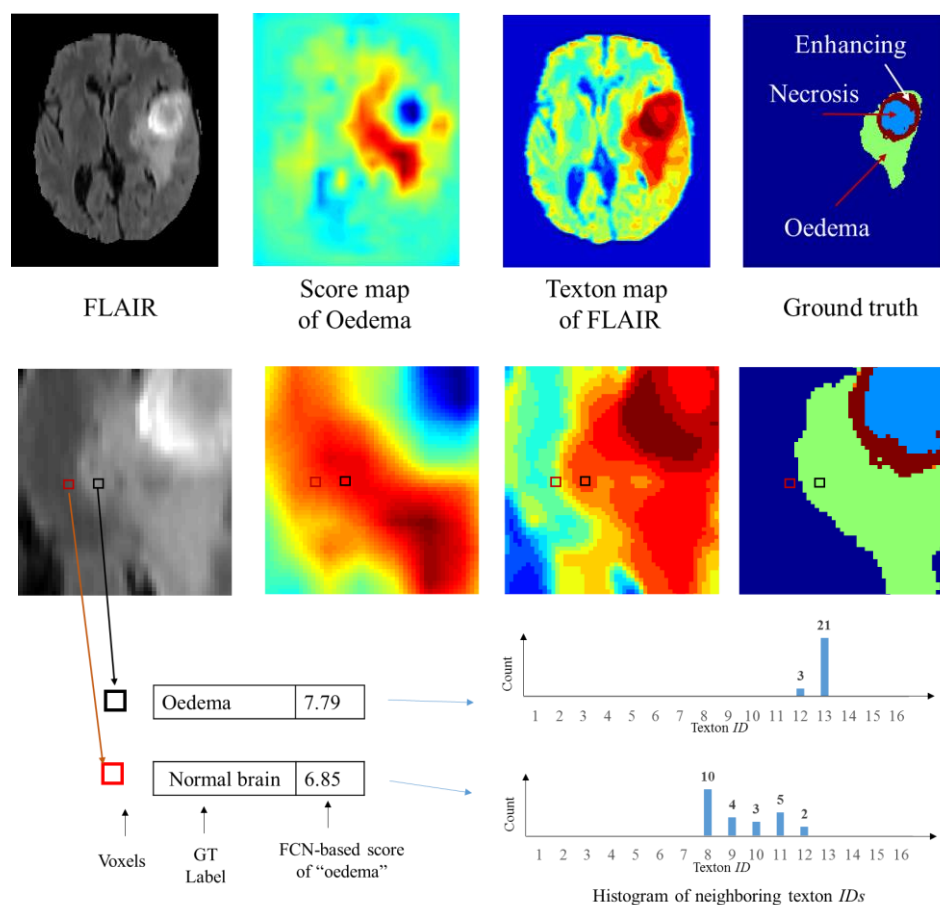 Enhancing
Necrosis
Oedema
FLAIR
Score map
of Oedema
Texton map
of FLAIR
Ground truth
Oedema 7.79
Normal brain 6.85
Voxels
GT
Label
FCN-based score
of “oedema”
Count
21
3
1 2 3 4 5 6 7 8 9 10 11 12 13 14 15 16
Texton ID
Count
10
4
3
5
2
1 2 3 4 5 6 7 8 9 10 11 12 13 14 15 16
Texton ID
Histogram of neighboring texton IDs